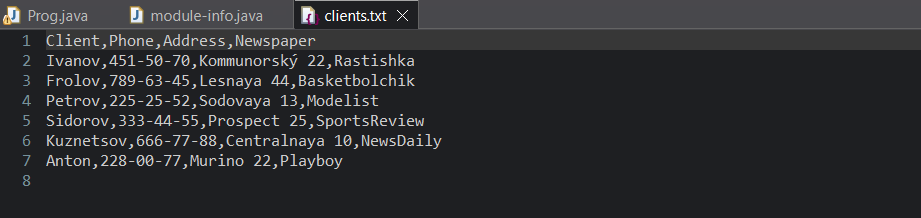 Prog.java module-info.java clients.txt
1 Client,Phone,Address,Newspaper
2 Ivanov,451-50-70,Kommunorský 22,Rastishka
3 Frolov,789-63-45,Lesnaya 44,Basketbolchik
4 Petrov,225-25-52,Sodovaya 13,Modelist
5 Sidorov,333-44-55,Prospect 25,SportsReview
6 Kuznetsov,666-77-88,Centralnaya 10,NewsDaily
7 Anton,228-00-77,Murino 22,Playboy
8